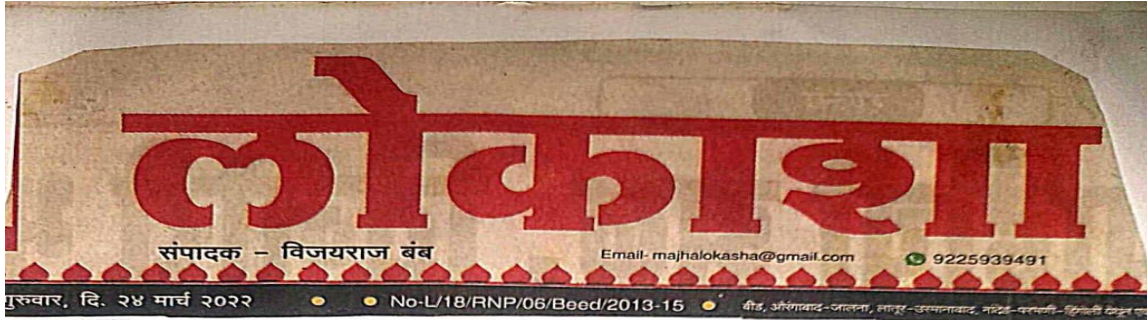 लोकाशा
संपादक – विजयराज बंब Email- majhalokasha@gmail.com 9225939491
गुरुवार, दि. २४ मार्च २०२२ No-L/18/RNP/06/Beed/2013-15 बीड, औरंगाबाद-जालना, लातूर-उस्मानाबाद, नांदेड-परभणी-हिंगोली येथून